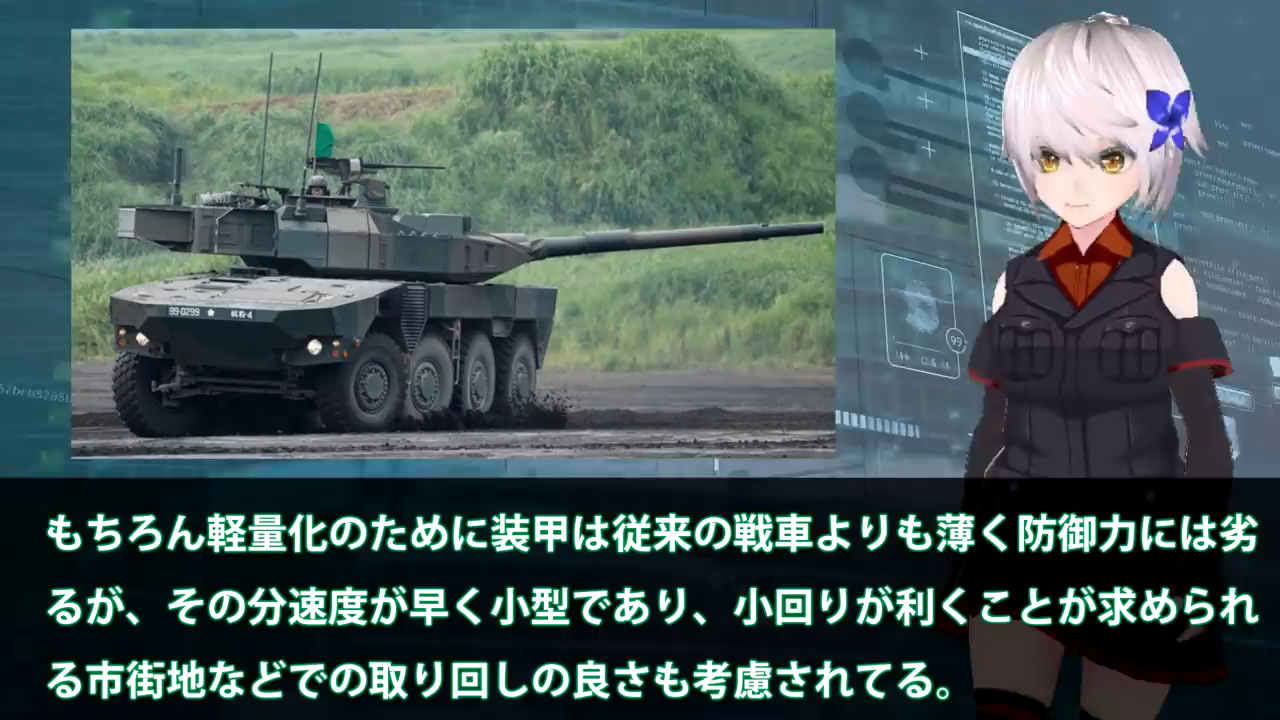 99-0299
もちろん軽量化のために装甲は従来の戦車よりも薄く防御力には劣
るが、その分速度が早く小型であり、小回りが利くことが求められ
る市街地などでの取り回しの良さも考慮されてる。